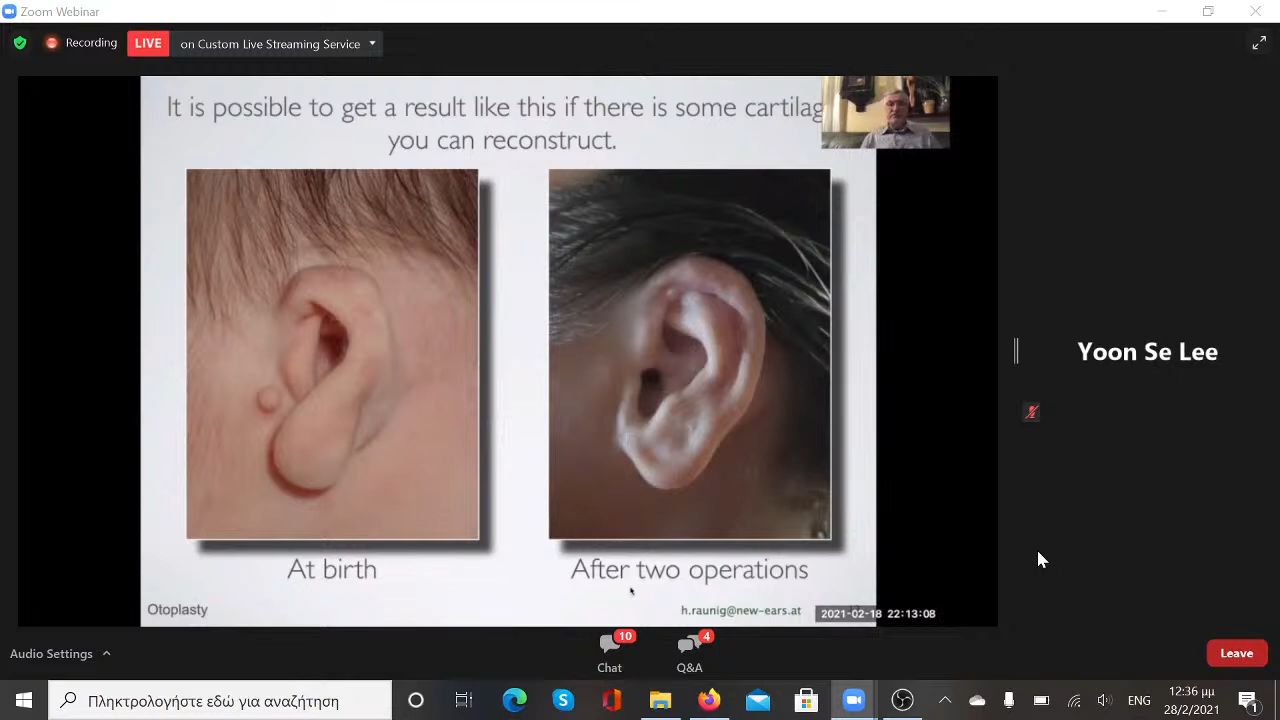 Zoom Webinar
Recording
LIVE
on Custom Live Streaming Service
It is possible to get a result like this if there is some
you can reconstruct.
Yoon Se Lee
At birth
After two operations
Otoplasty
h.raunig@new-ears.at
2021-02-18 22:13:08
Audio Settings
10
Chat
4
Q&A
Leave
Πληκτρολογήστε εδώ για αναζήτηση
ENG
12:36 μμ
28/2/2021
1